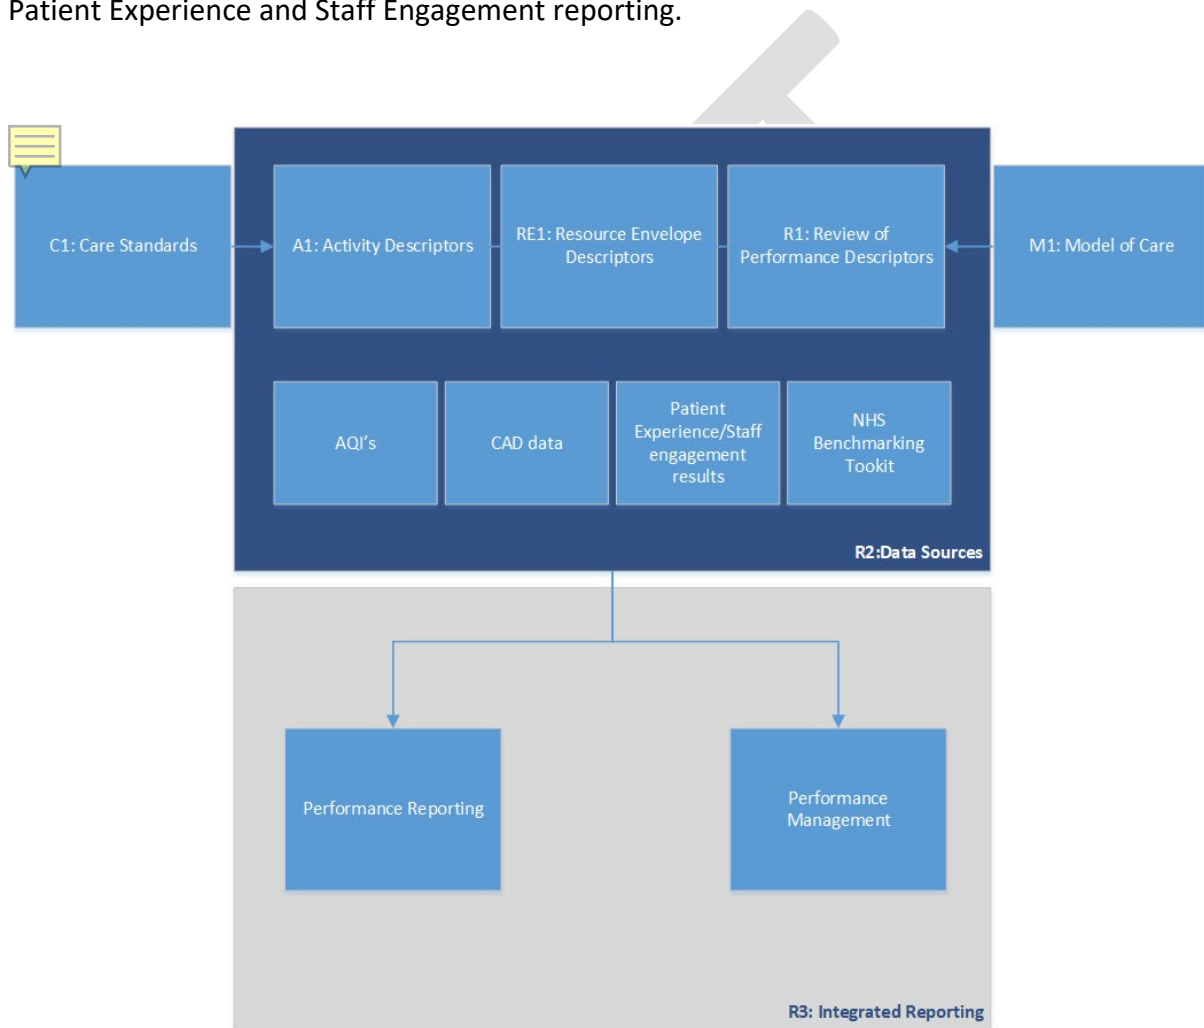 Patient Experience and Staff Engagement reporting.
C1: Care Standards
A1: Activity Descriptors
RE1: Resource Envelope
Descriptors
R1: Review of
Performance Descriptors
M1: Model of Care
AQI's
CAD data
Patient
Experience/Staff
engagement
results
NHS
Benchmarking
Tookit
R2:Data Sources
Performance Reporting
Performance
Management
R3: Integrated Reporting